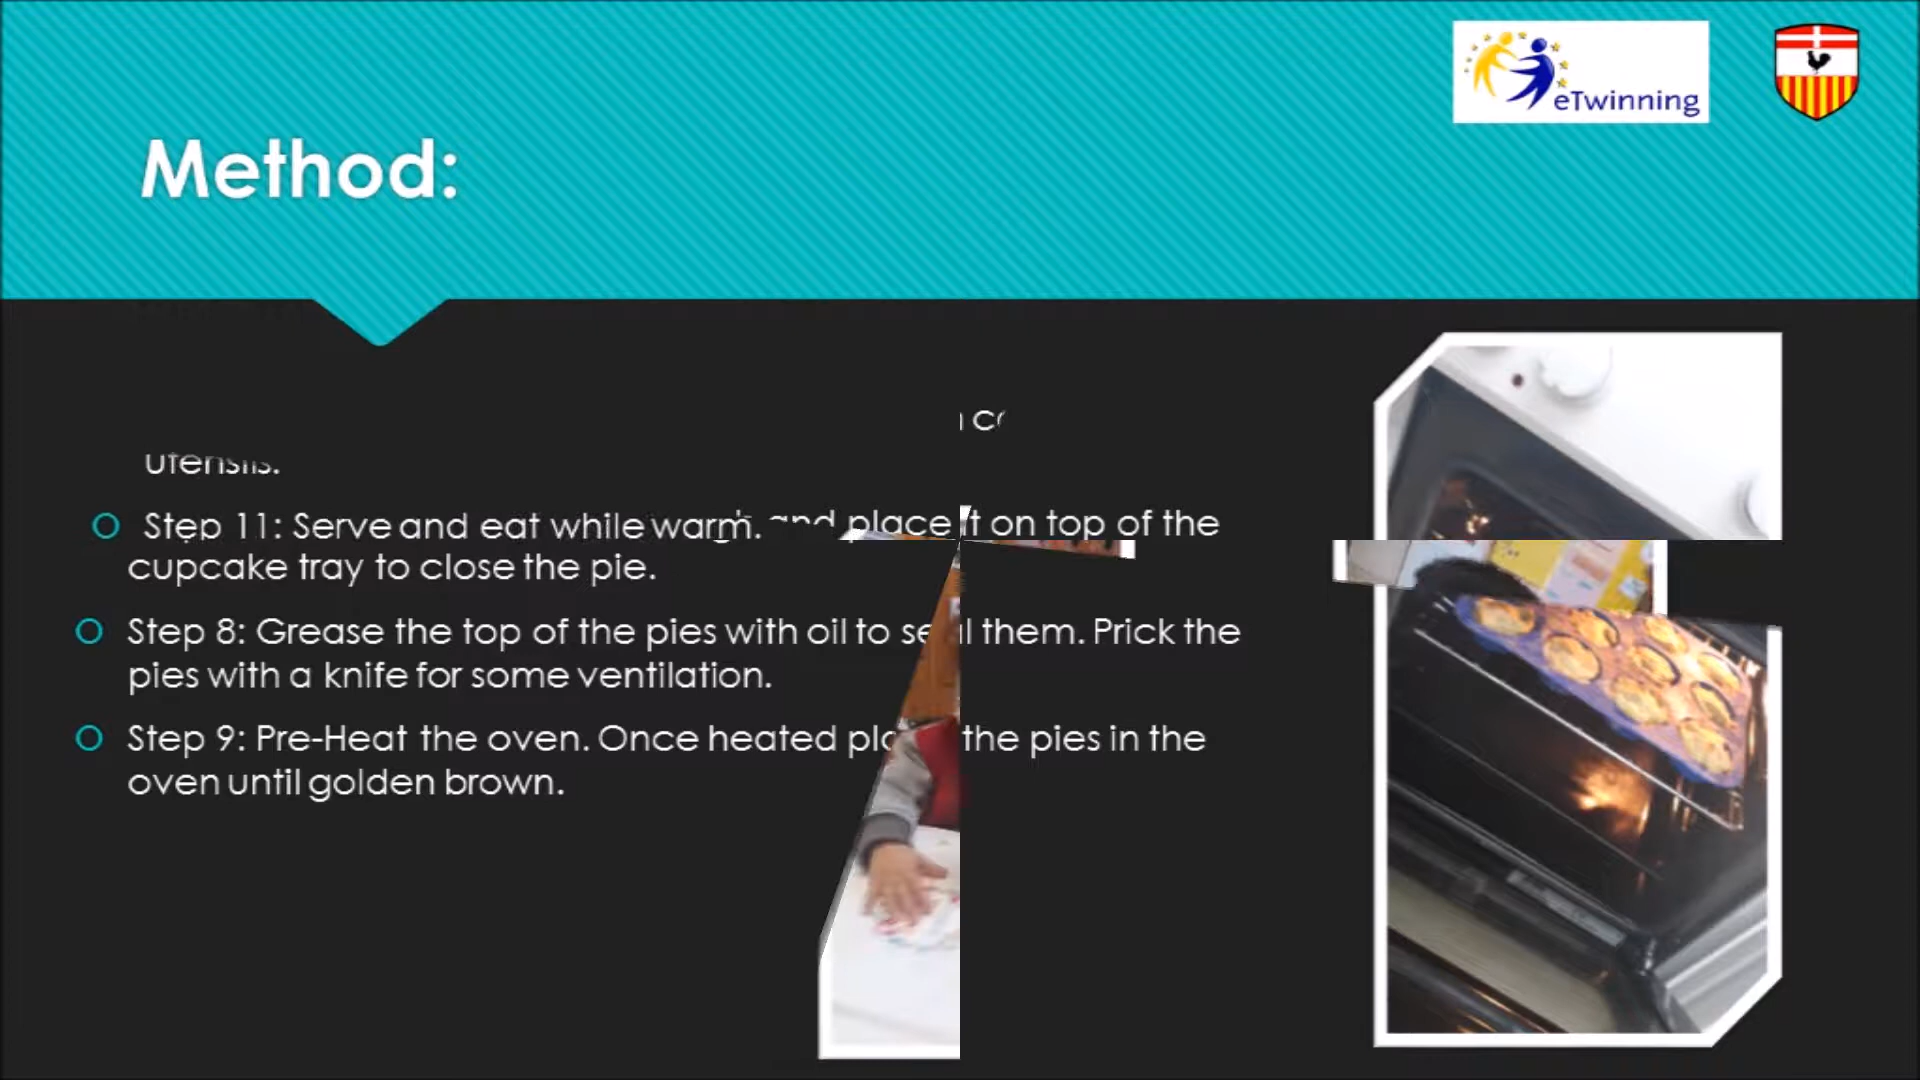 eTwinning
Method:
utensils.
Step 11: Serve and eat while warm. and place it on top of the
cupcake tray to close the pie.
Step 8: Grease the top of the pies with oil to seal them. Prick the
pies with a knife for some ventilation.
Step 9: Pre-Heat the oven. Once heated the pies in the
oven until golden brown.